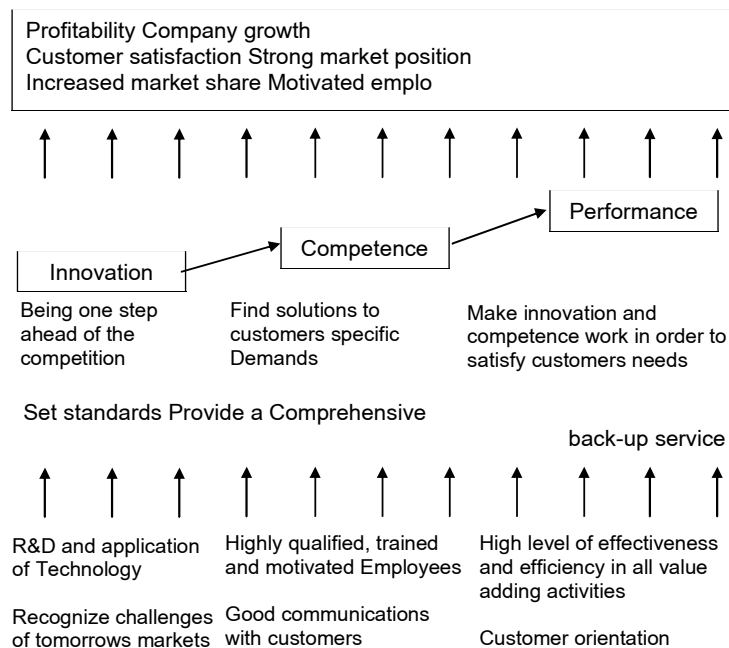 Profitability Company growth
Customer satisfaction Strong market position
Increased market share Motivated emplo
Performance
Competence
Innovation
Being one step
ahead of the
competition
Find solutions to
customers specific
Demands
Make innovation and
competence work in order to
satisfy customers needs
Set standards Provide a Comprehensive
back-up service
R&D and application
of Technology
Recognize challenges
of tomorrows markets
Highly qualified, trained
and motivated Employees
Good communications
with customers
High level of effectiveness
and efficiency in all value
adding activities
Customer orientation